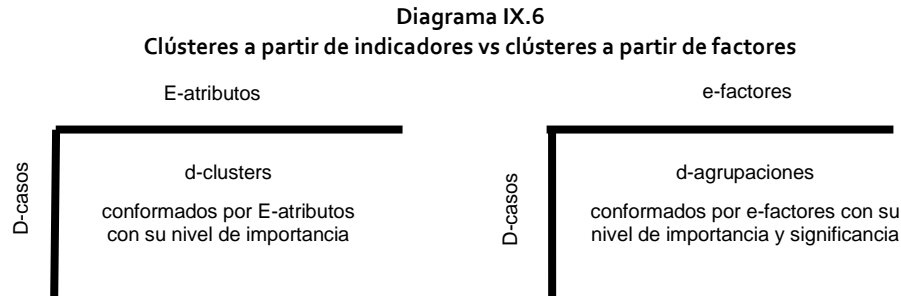 Diagrama IX.6
Clústeres a partir de indicadores vs clústeres a partir de factores
E-atributos
D-casos
d-clusters
conformados por E-atributos
con su nivel de importancia
e-factores
D-casos
d-agrupaciones
conformados por e-factores con su
nivel de importancia y significancia